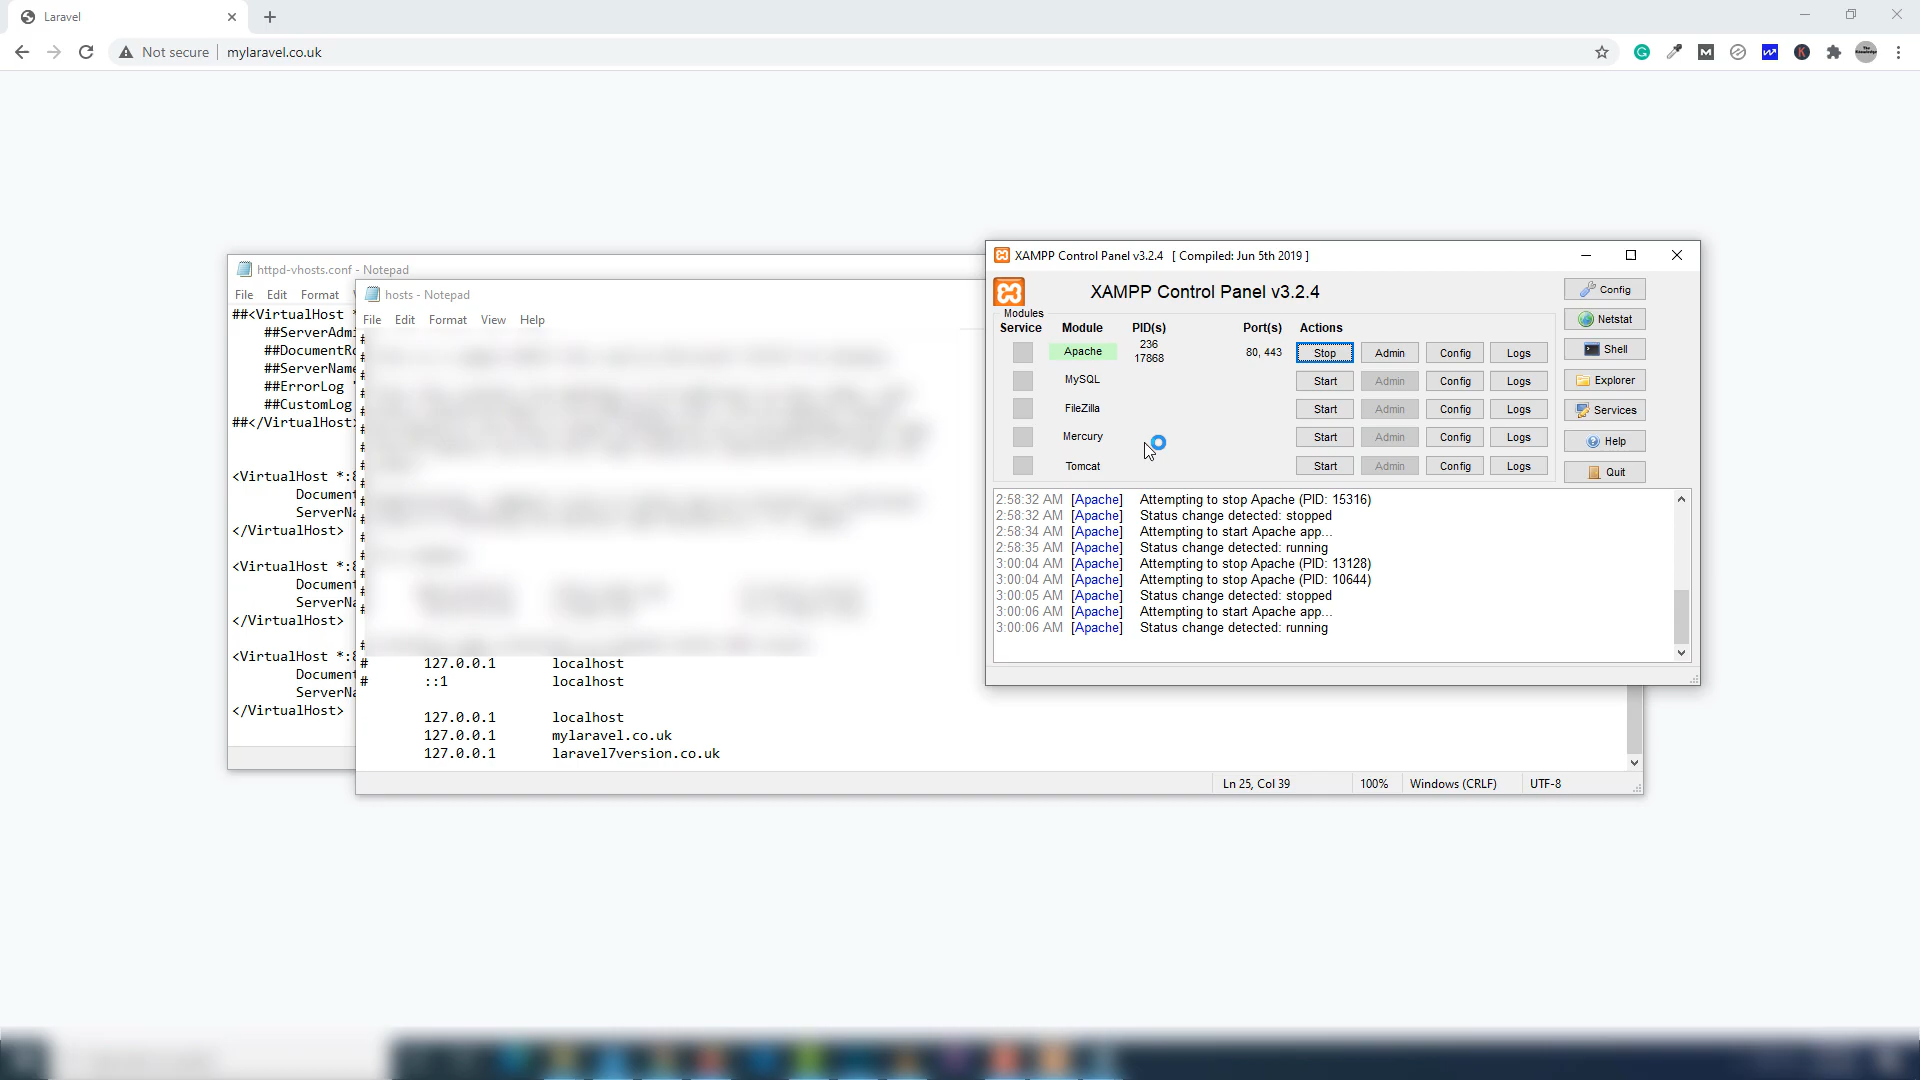 Laravel
Not secure
mylaravel.co.uk
httpd-vhosts.conf - Notepad
File Edit Format
##<VirtualHost
##ServerAdmi
##DocumentRo
##ServerName
##ErrorLog
##CustomLog
##</VirtualHost>
<VirtualHost *:8
Document
ServerNa
</VirtualHost>
<VirtualHost *:8
Document
ServerNa
</VirtualHost>
<VirtualHost *:8
Document
ServerNa
</VirtualHost>
hosts - Notepad
File Edit Format View Help
# 127.0.0.1 localhost
# ::1 localhost
127.0.0.1 localhost
127.0.0.1 mylaravel.co.uk
127.0.0.1 laravel7version.co.uk
Ln 25, Col 39 100% Windows (CRLF) UTF-8
XAMPP Control Panel v3.2.4 [ Compiled: Jun 5th 2019 ]
XAMPP Control Panel v3.2.4
Modules
Service Module PID(s) Port(s) Actions
Apache 236 17868 80, 443 Stop Admin Config Logs
MySQL Start Admin Config Logs
FileZilla Start Admin Config Logs
Mercury Start Admin Config Logs
Tomcat Start Admin Config Logs
Config
Netstat
Shell
Explorer
Services
Help
Quit
2:58:32 AM [Apache] Attempting to stop Apache (PID: 15316)
2:58:32 AM [Apache] Status change detected: stopped
2:58:34 AM [Apache] Attempting to start Apache app...
2:58:35 AM [Apache] Status change detected: running
3:00:04 AM [Apache] Attempting to stop Apache (PID: 13128)
3:00:04 AM [Apache] Attempting to stop Apache (PID: 10644)
3:00:05 AM [Apache] Status change detected: stopped
3:00:06 AM [Apache] Attempting to start Apache app...
3:00:06 AM [Apache] Status change detected: running